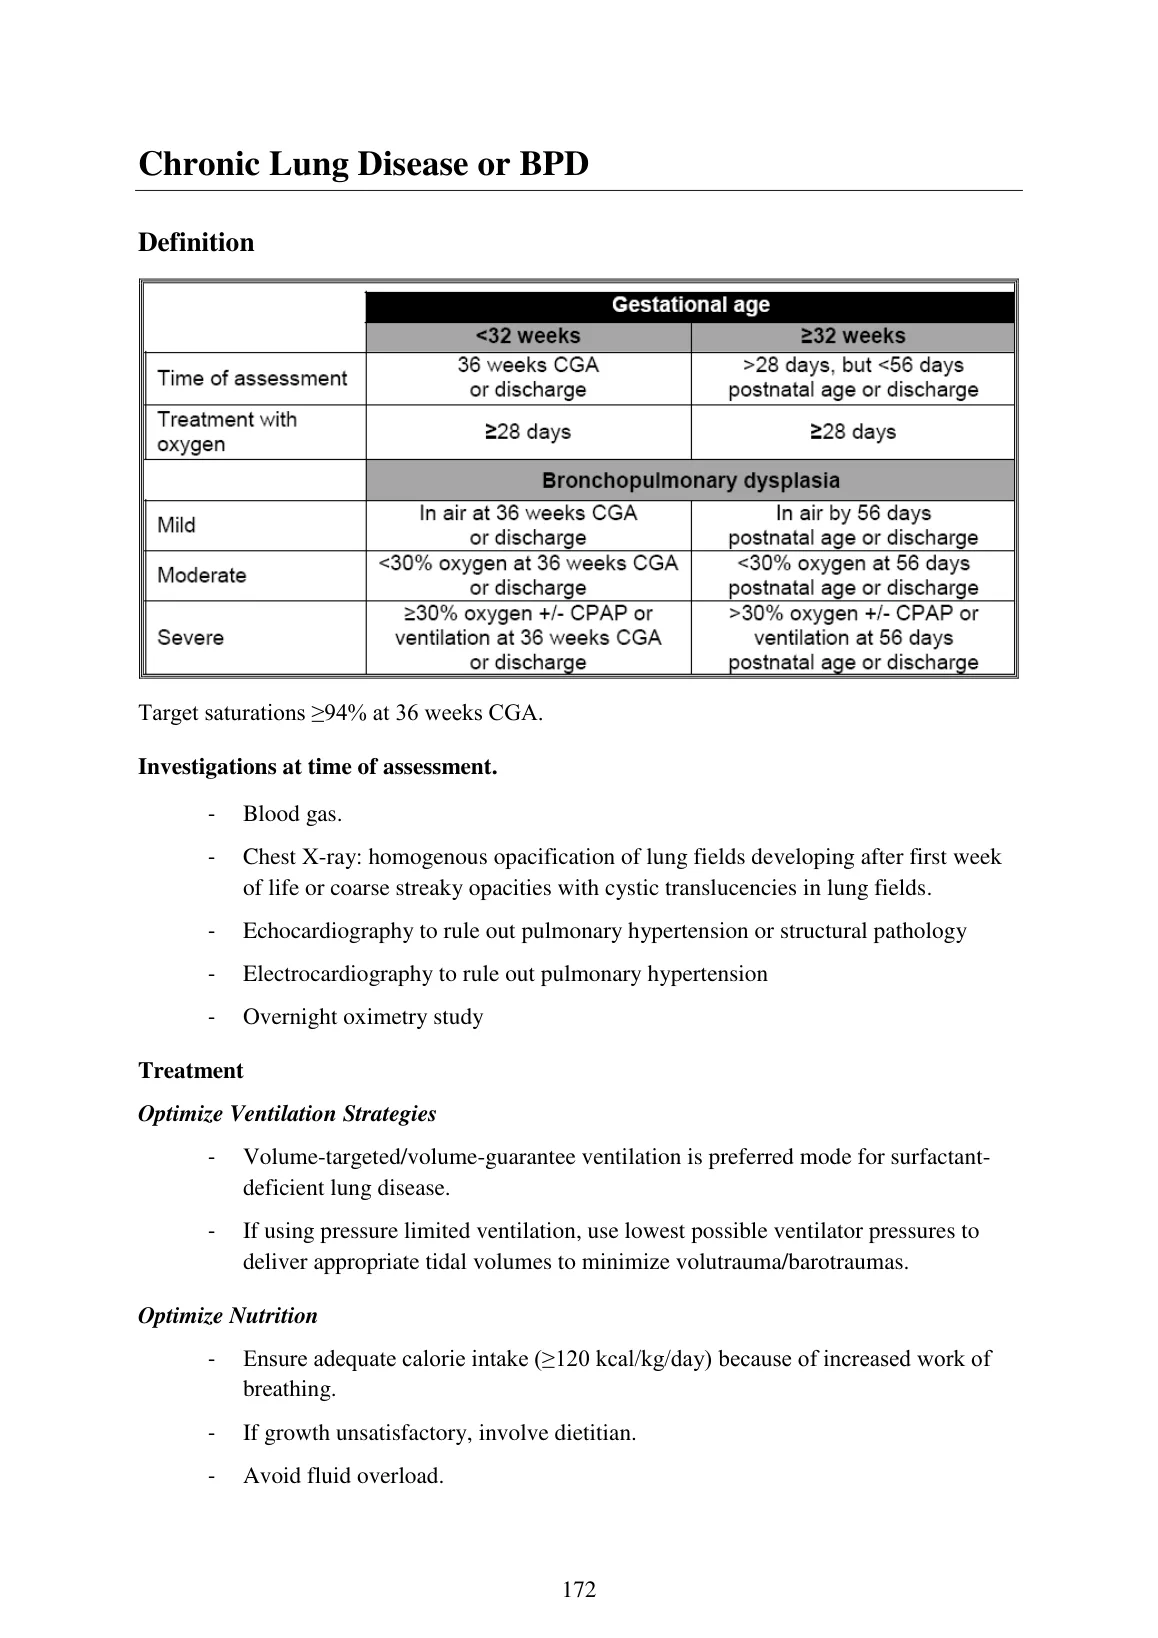 Chronic Lung Disease or BPD
Definition
Gestational age
<32 weeks ≥32 weeks
Time of assessment 36 weeks CGA or discharge >28 days, but <56 days postnatal age or discharge
Treatment with oxygen ≥28 days ≥28 days
Bronchopulmonary dysplasia
Mild In air at 36 weeks CGA or discharge In air by 56 days postnatal age or discharge
Moderate <30% oxygen at 36 weeks CGA or discharge <30% oxygen at 56 days postnatal age or discharge
Severe ≥30% oxygen +/- CPAP or ventilation at 36 weeks CGA or discharge >30% oxygen +/- CPAP or ventilation at 56 days postnatal age or discharge
Target saturations ≥94% at 36 weeks CGA.
Investigations at time of assessment.
- Blood gas.
- Chest X-ray: homogenous opacification of lung fields developing after first week
of life or coarse streaky opacities with cystic translucencies in lung fields.
- Echocardiography to rule out pulmonary hypertension or structural pathology
- Electrocardiography to rule out pulmonary hypertension
- Overnight oximetry study
Treatment
Optimize Ventilation Strategies
- Volume-targeted/volume-guarantee ventilation is preferred mode for surfactant-
deficient lung disease.
- If using pressure limited ventilation, use lowest possible ventilator pressures to
deliver appropriate tidal volumes to minimize volutrauma/barotraumas.
Optimize Nutrition
- Ensure adequate calorie intake (≥120 kcal/kg/day) because of increased work of
breathing.
- If growth unsatisfactory, involve dietitian.
- Avoid fluid overload.
172